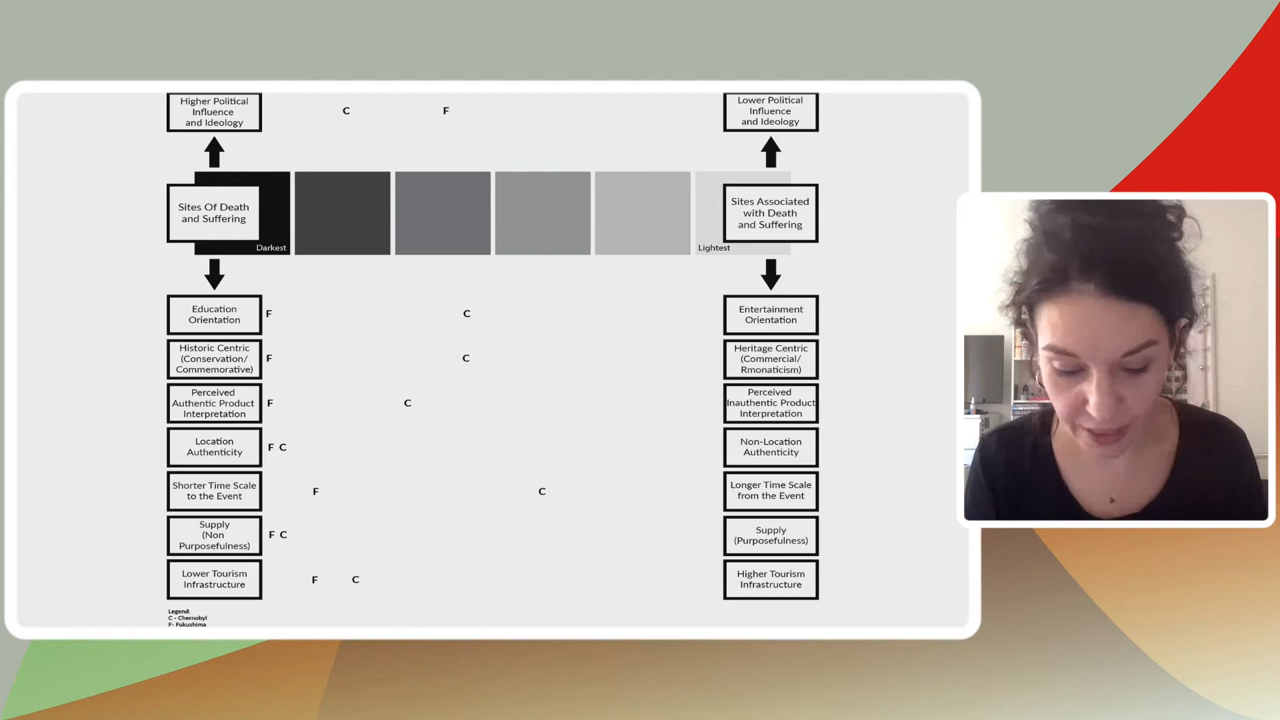 Higher Political
Influence
and Ideology
C
F
Lower Political
Influence
and Ideology
Sites Of Death
and Suffering
Darkest
Sites Associated
with Death
and Suffering
Lightest
Education
Orientation
F
C
Entertainment
Orientation
Historic Centric
(Conservation/
Commemorative)
F
C
Heritage Centric
(Commercial/
Rmonaticism)
Perceived
Authentic Product
Interpretation
F
C
Perceived
Inauthentic Product
Interpretation
Location
Authenticity
F C
Non-Location
Authenticity
Shorter Time Scale
to the Event
F
C
Longer Time Scale
from the Event
Supply
(Non
Purposefulness)
F C
Supply
(Purposefulness)
Lower Tourism
Infrastructure
F
C
Higher Tourism
Infrastructure
Legend:
C - Chernobyl
F- Fukushima